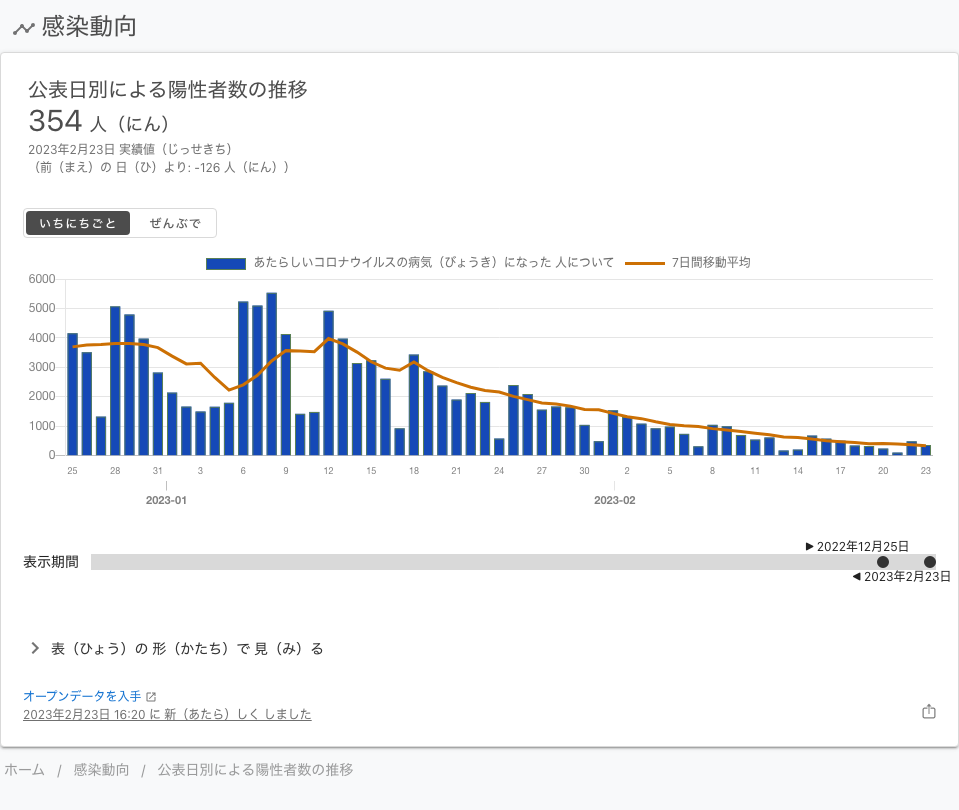 感染動向
公表日別による陽性者数の推移
354 人（にん）
2023年2月23日 実績値（じっせきち）
（前（まえ）の 日（ひ）より: -126 人（にん））
いちにちごと ぜんぶで
あたらしいコロナウイルスの病気（びょうき）になった 人について 7日間移動平均
6000
5000
4000
3000
2000
1000
0
25 28 31 3 6 9 12 15 18 21 24 27 30 2 5 8 11 14 17 20 23
2023-01 2023-02
▶ 2022年12月25日
表示期間
◀ 2023年2月23日
表（ひょう）の 形（かたち）で 見（み）る
オープンデータを入手
2023年2月23日 16:20 に 新（あたら）しく しました
ホーム / 感染動向 / 公表日別による陽性者数の推移